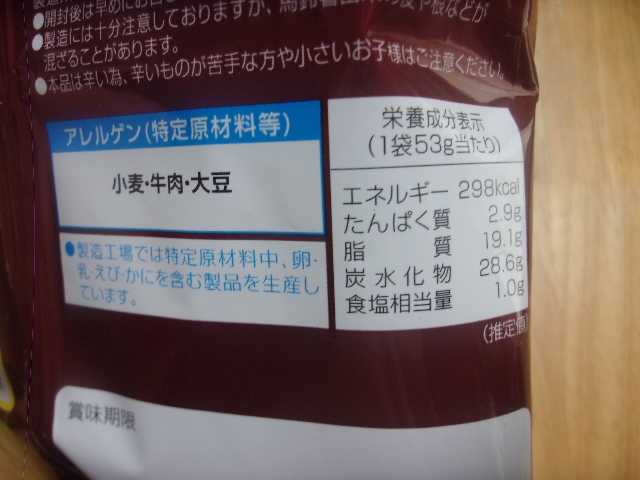 ●開封後は早めにお
●製造には十分注意しておりますが、馬鈴薯 皮や根などが
混ざることがあります。
●本品は辛い為、辛いものが苦手な方や小さいお子様はご注意ください。
アレルゲン(特定原材料等)
小麦・牛肉・大豆
●製造工場では特定原材料中、卵・
乳・えび・かにを含む製品を生産し
ています。
栄養成分表示
(1袋53g当たり)
エネルギー 298kcal
たんぱく質 2.9g
脂質 19.1g
炭水化物 28.6g
食塩相当量 1.0g
(推定値)
賞味期限